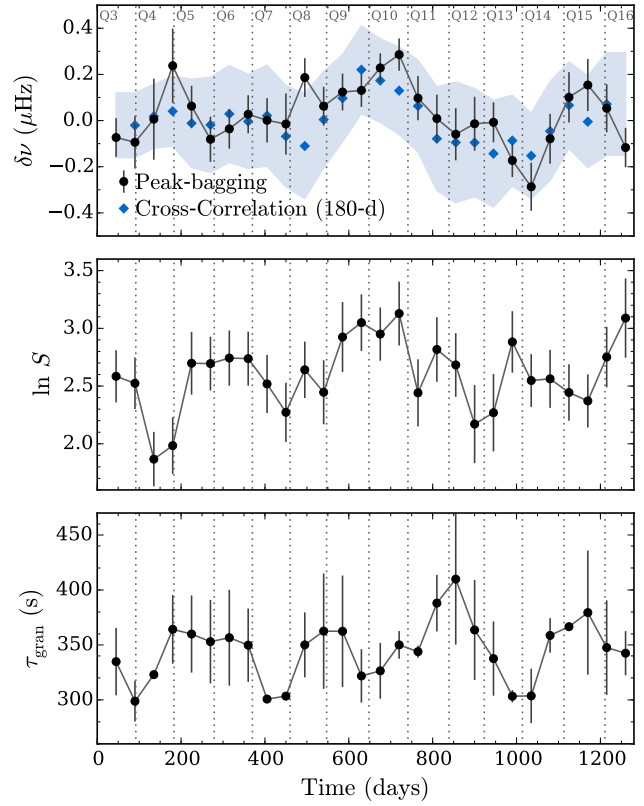 Q3 Q4 Q5 Q6 Q7 Q8 Q9 Q10 Q11 Q12 Q13 Q14 Q15 Q16
0.4
0.2
0.0
−0.2
−0.4
δν (μHz)
Peak-bagging
Cross-Correlation (180-d)
3.5
3.0
2.5
2.0
ln S
450
400
350
300
τgran (s)
0 200 400 600 800 1000 1200
Time (days)